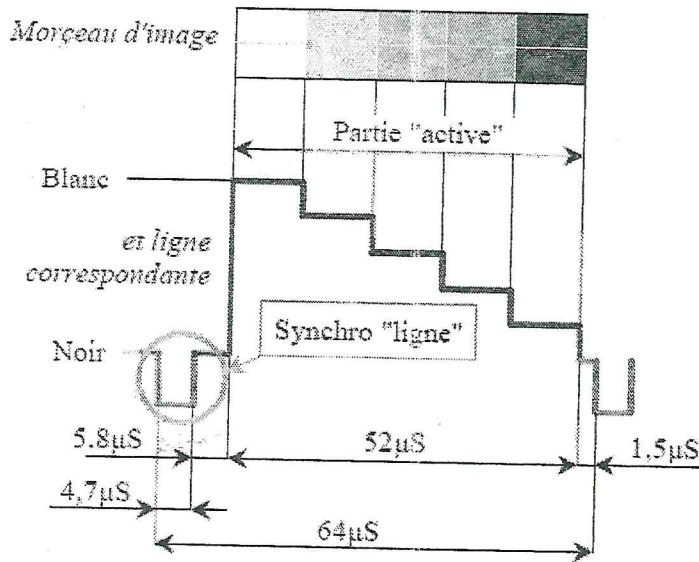 Morçeau d'image
Partie "active"
Blanc
et ligne
correspondante
Synchro "ligne"
Noir
5.8µS
52µS
1,5µS
4,7µS
64µS